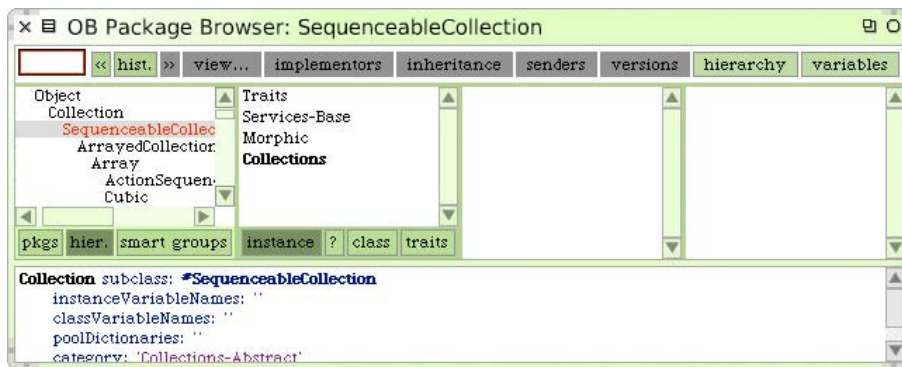 OB Package Browser: SequenceableCollection
<< hist. >> view... implementors inheritance senders versions hierarchy variables
Object
Collection
SequenceableCollec
ArrayedCollection
Array
ActionSequen
Cubic
Traits
Services-Base
Morphic
Collections
pkgs hier. smart groups
instance ? class traits
Collection subclass: #SequenceableCollection
instanceVariableNames: ''
classVariableNames: ''
poolDictionaries: ''
category: 'Collections-Abstract'